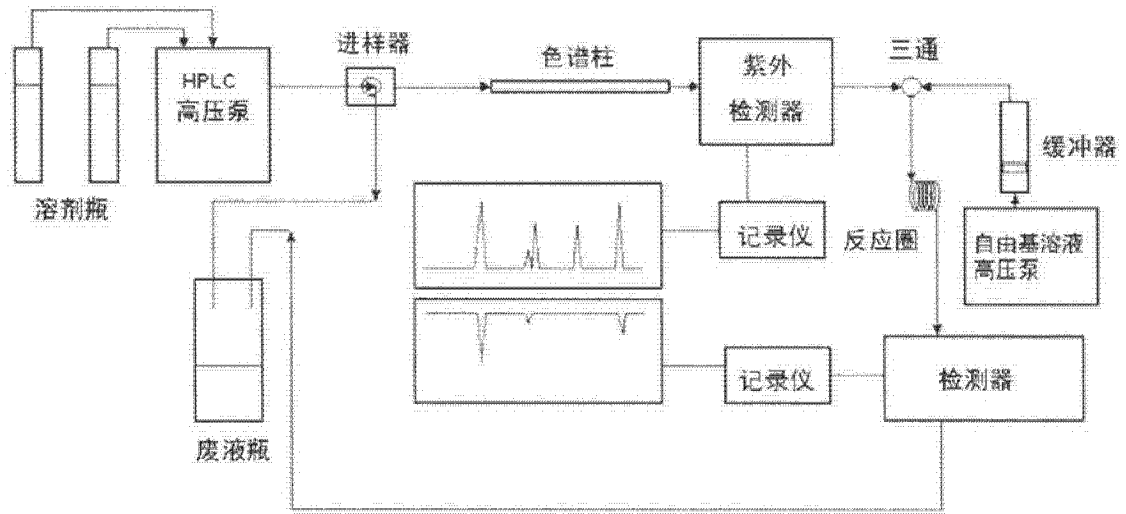 进样器
色谱柱
紫外
检测器
三通
HPLC
高压泵
缓冲器
溶剂瓶
记录仪
反应圈
自由基溶液
高压泵
记录仪
检测器
废液瓶